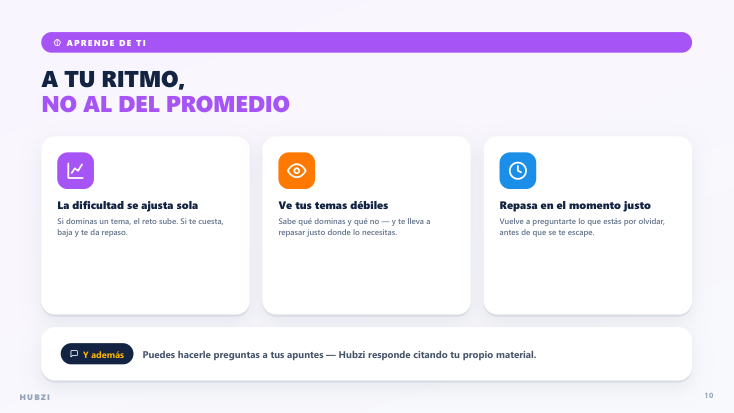 APRENDE DE TI
A TU RITMO,
NO AL DEL PROMEDIO
La dificultad se ajusta sola
Si dominas un tema, el reto sube. Si te cuesta,
baja y te da repaso.
Ve tus temas débiles
Sabe qué dominas y qué no — y te lleva a
repasar justo donde lo necesitas.
Repasa en el momento justo
Vuelve a preguntarte lo que estás por olvidar,
antes de que se te escape.
Y además
Puedes hacerle preguntas a tus apuntes — Hubzi responde citando tu propio material.
HUBZI
10